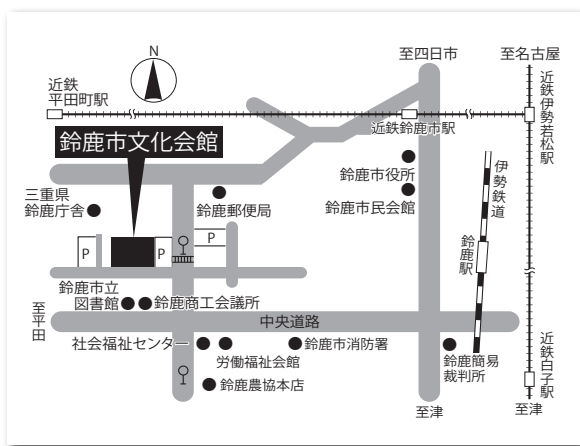 N
至四日市
至名古屋
近鉄
平田町駅
近鉄伊勢若松駅
近鉄鈴鹿市駅
鈴鹿市文化会館
鈴鹿市役所
伊勢鉄道
三重県
鈴鹿庁舎
鈴鹿郵便局
鈴鹿市民会館
P
P
P
鈴鹿駅
鈴鹿市立
図書館
鈴鹿商工会議所
至平田
中央道路
社会福祉センター
労働福祉会館
鈴鹿市消防署
鈴鹿簡易
裁判所
近鉄白子駅
鈴鹿農協本店
至津
至津